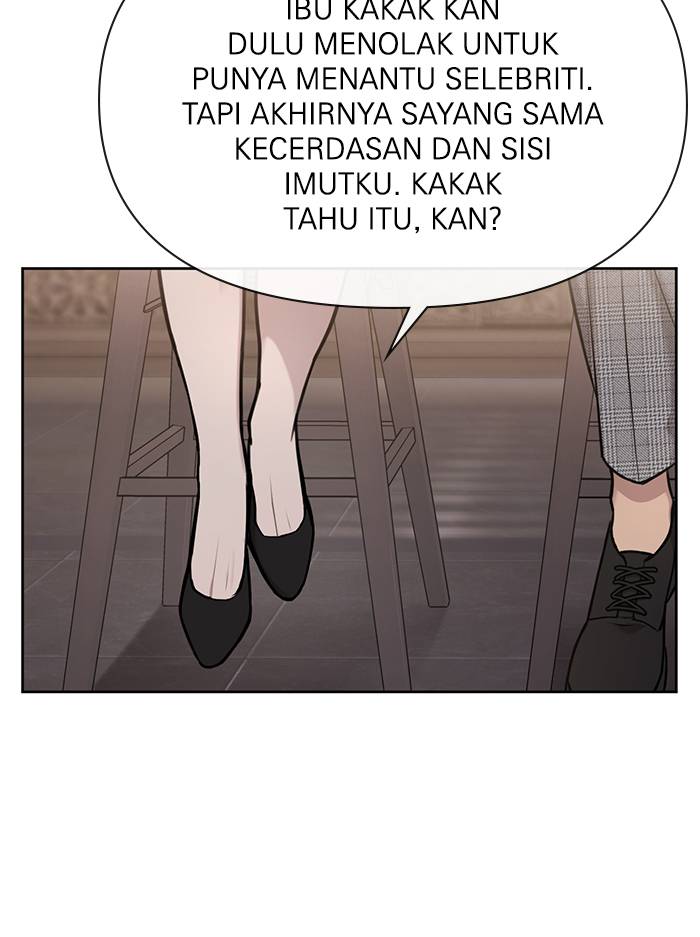 IBU KAKAK KAN
DULU MENOLAK UNTUK
PUNYA MENANTU SELEBRITI.
TAPI AKHIRNYA SAYANG SAMA
KECERDASAN DAN SISI
IMUTKU. KAKAK
TAHU ITU, KAN?